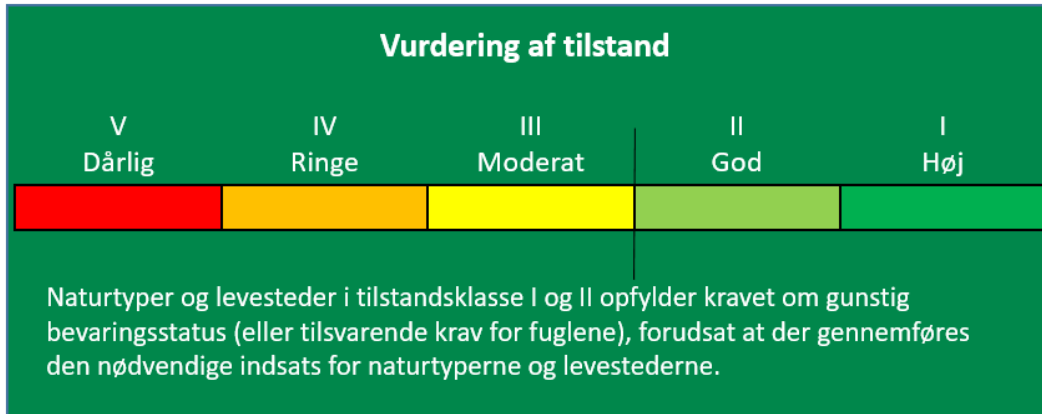 Vurdering af tilstand
V IV III II I
Dårlig Ringe Moderat God Høj
Naturtyper og levesteder i tilstandsklasse I og II opfylder kravet om gunstig
bevaringsstatus (eller tilsvarende krav for fuglene), forudsat at der gennemføres
den nødvendige indsats for naturtyperne og levestederne.